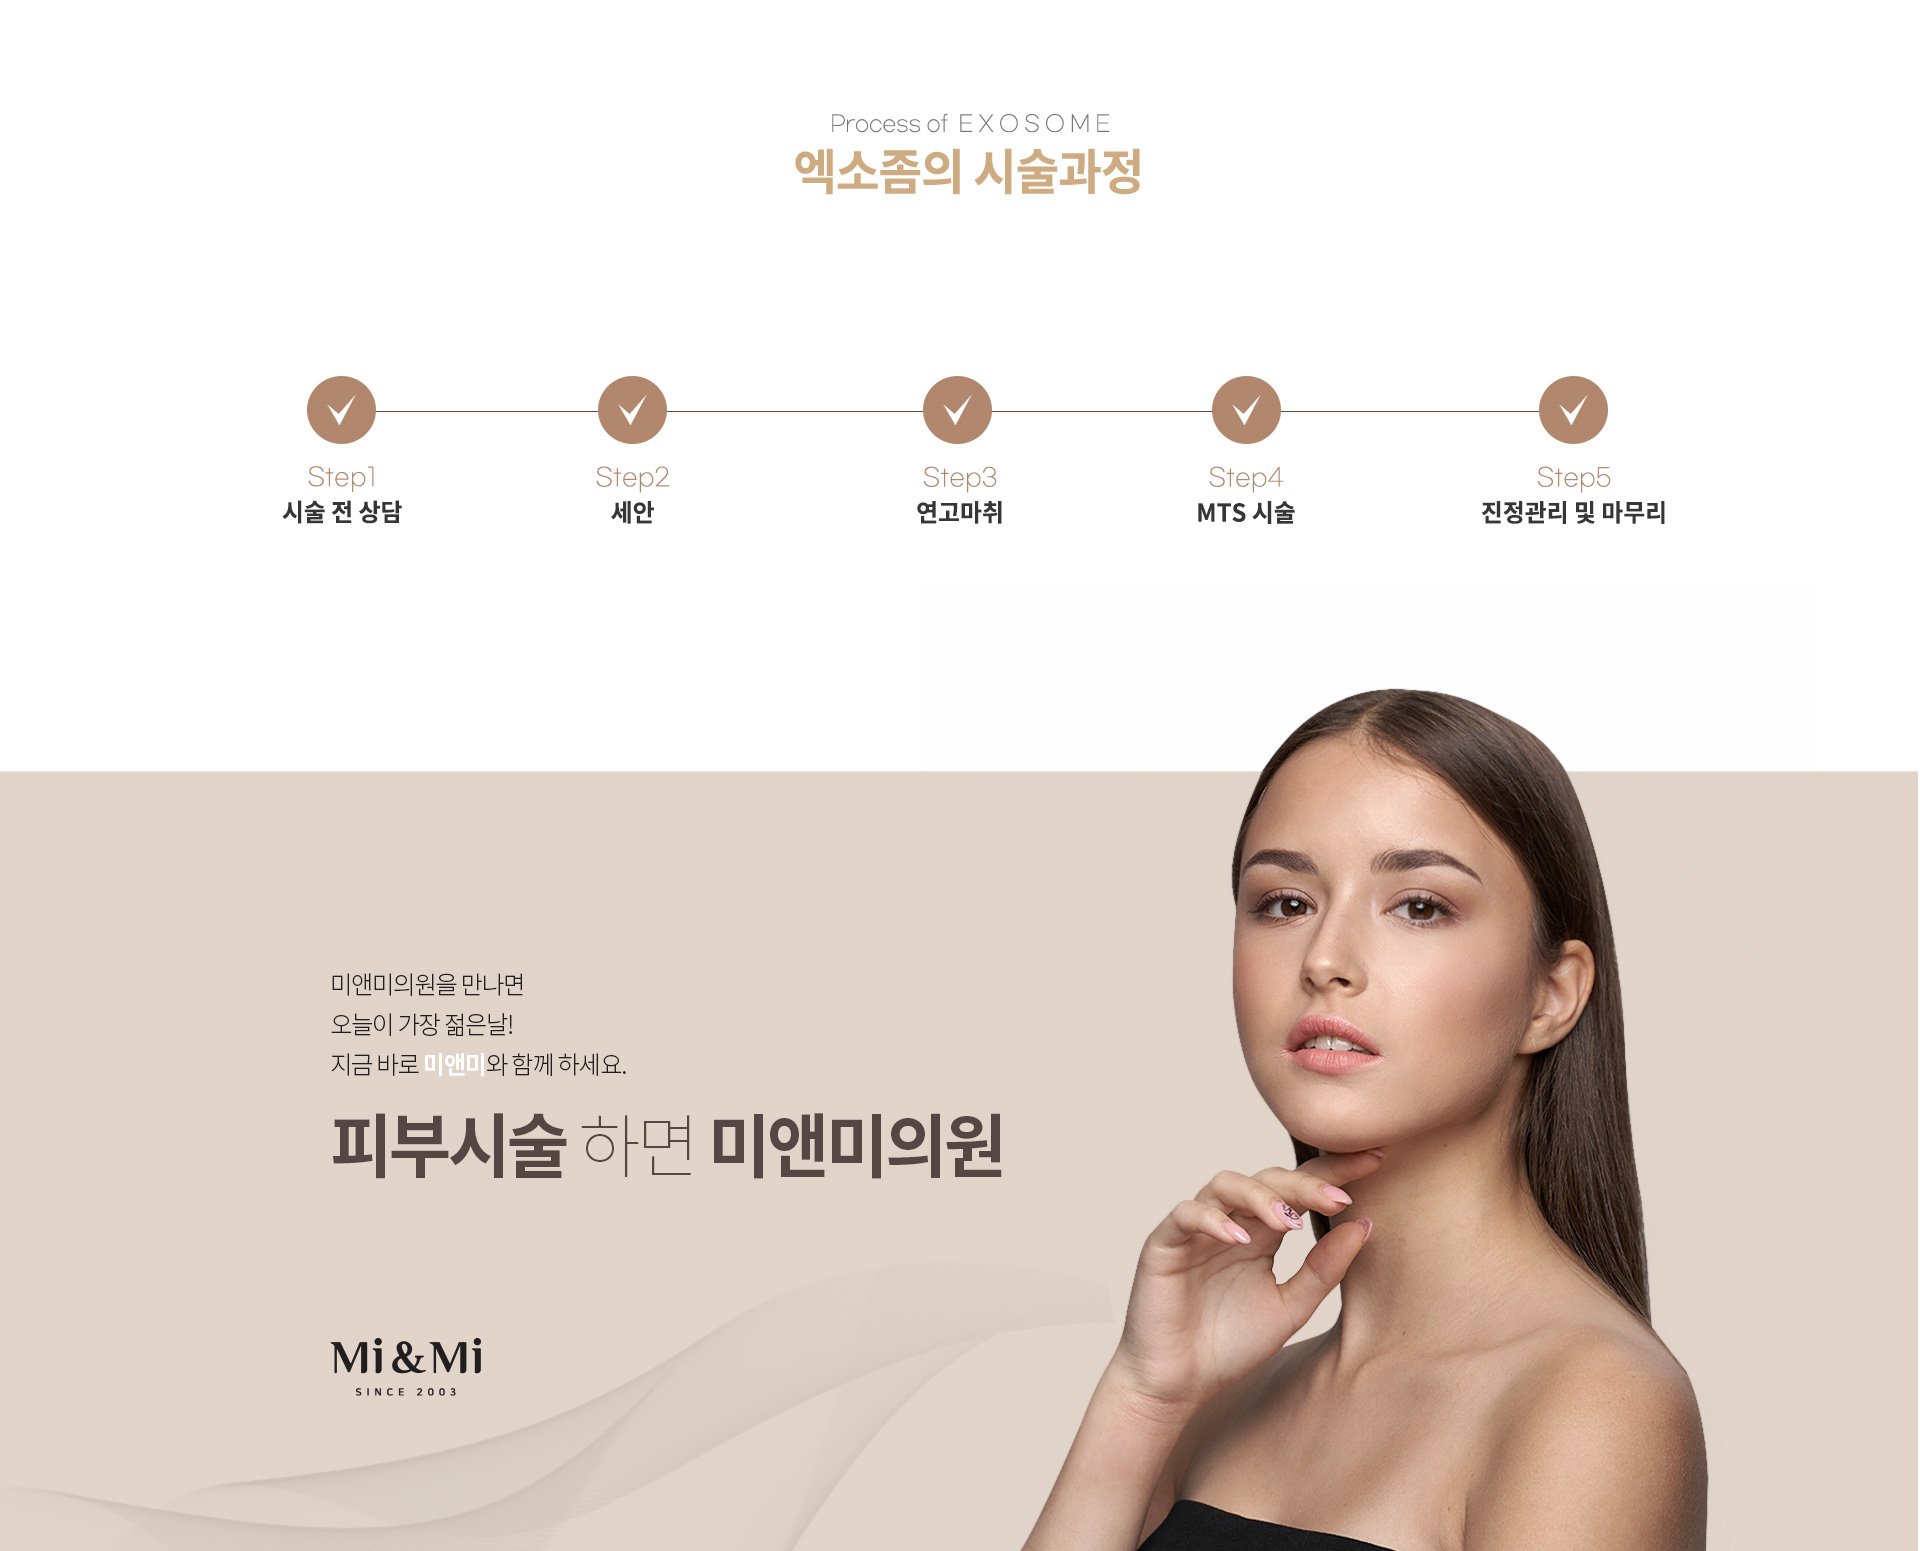 Process of EXOSOME
엑소좀의 시술과정
Step1
시술 전 상담
Step2
세안
Step3
연고마취
Step4
MTS 시술
Step5
진정관리 및 마무리
미앤미의원을 만나면
오늘이 가장 젊은날!
지금 바로 미앤미와 함께 하세요.
피부시술 하면 미앤미의원
Mi&Mi
SINCE 2003